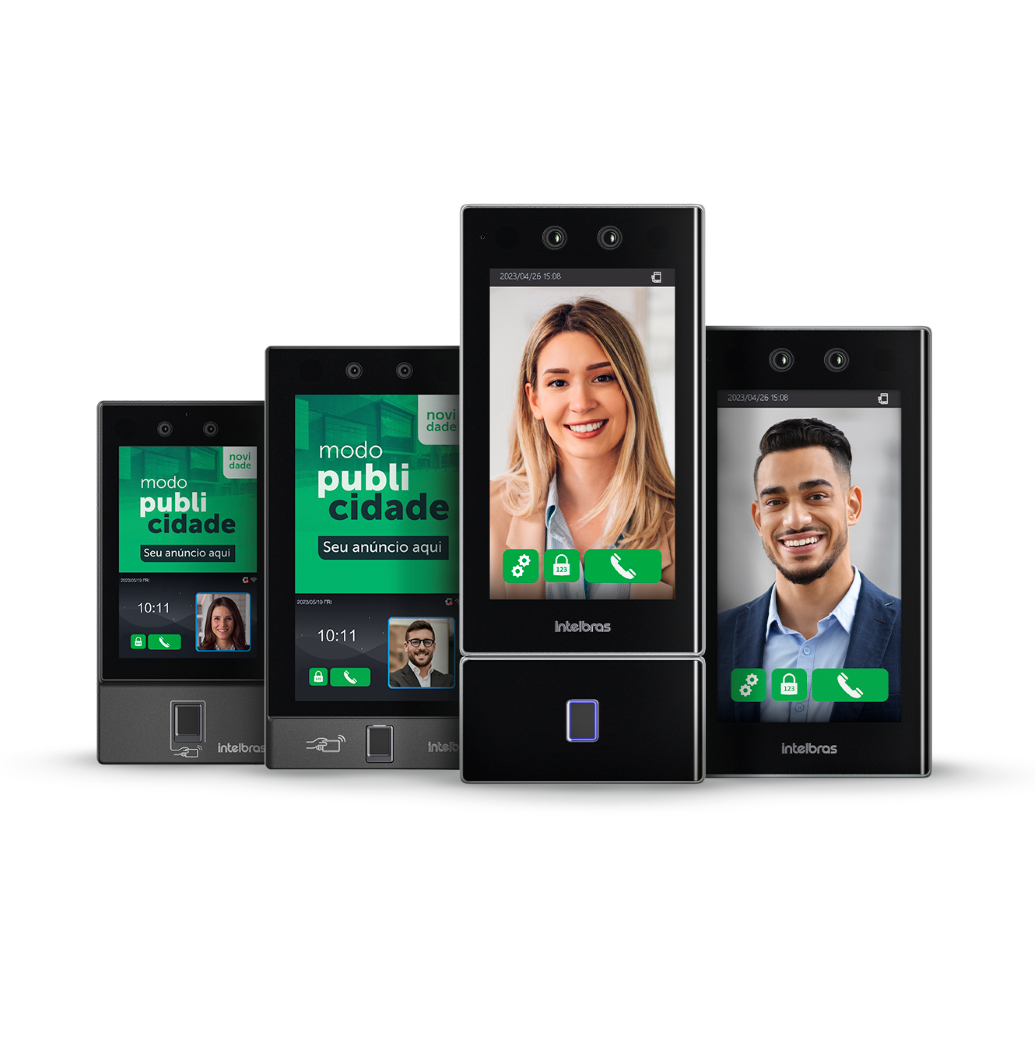 novi
dade
modo
publi
cidade
Seu anúncio aqui
2023/05/19 FRI
10:11
intelbras
novi
dade
modo
publi
cidade
Seu anúncio aqui
2023/05/19 FRI
10:11
123
intelb
2023/04/26 15:08
123
intelbras
2023/04/26 15:08
123
intelbras